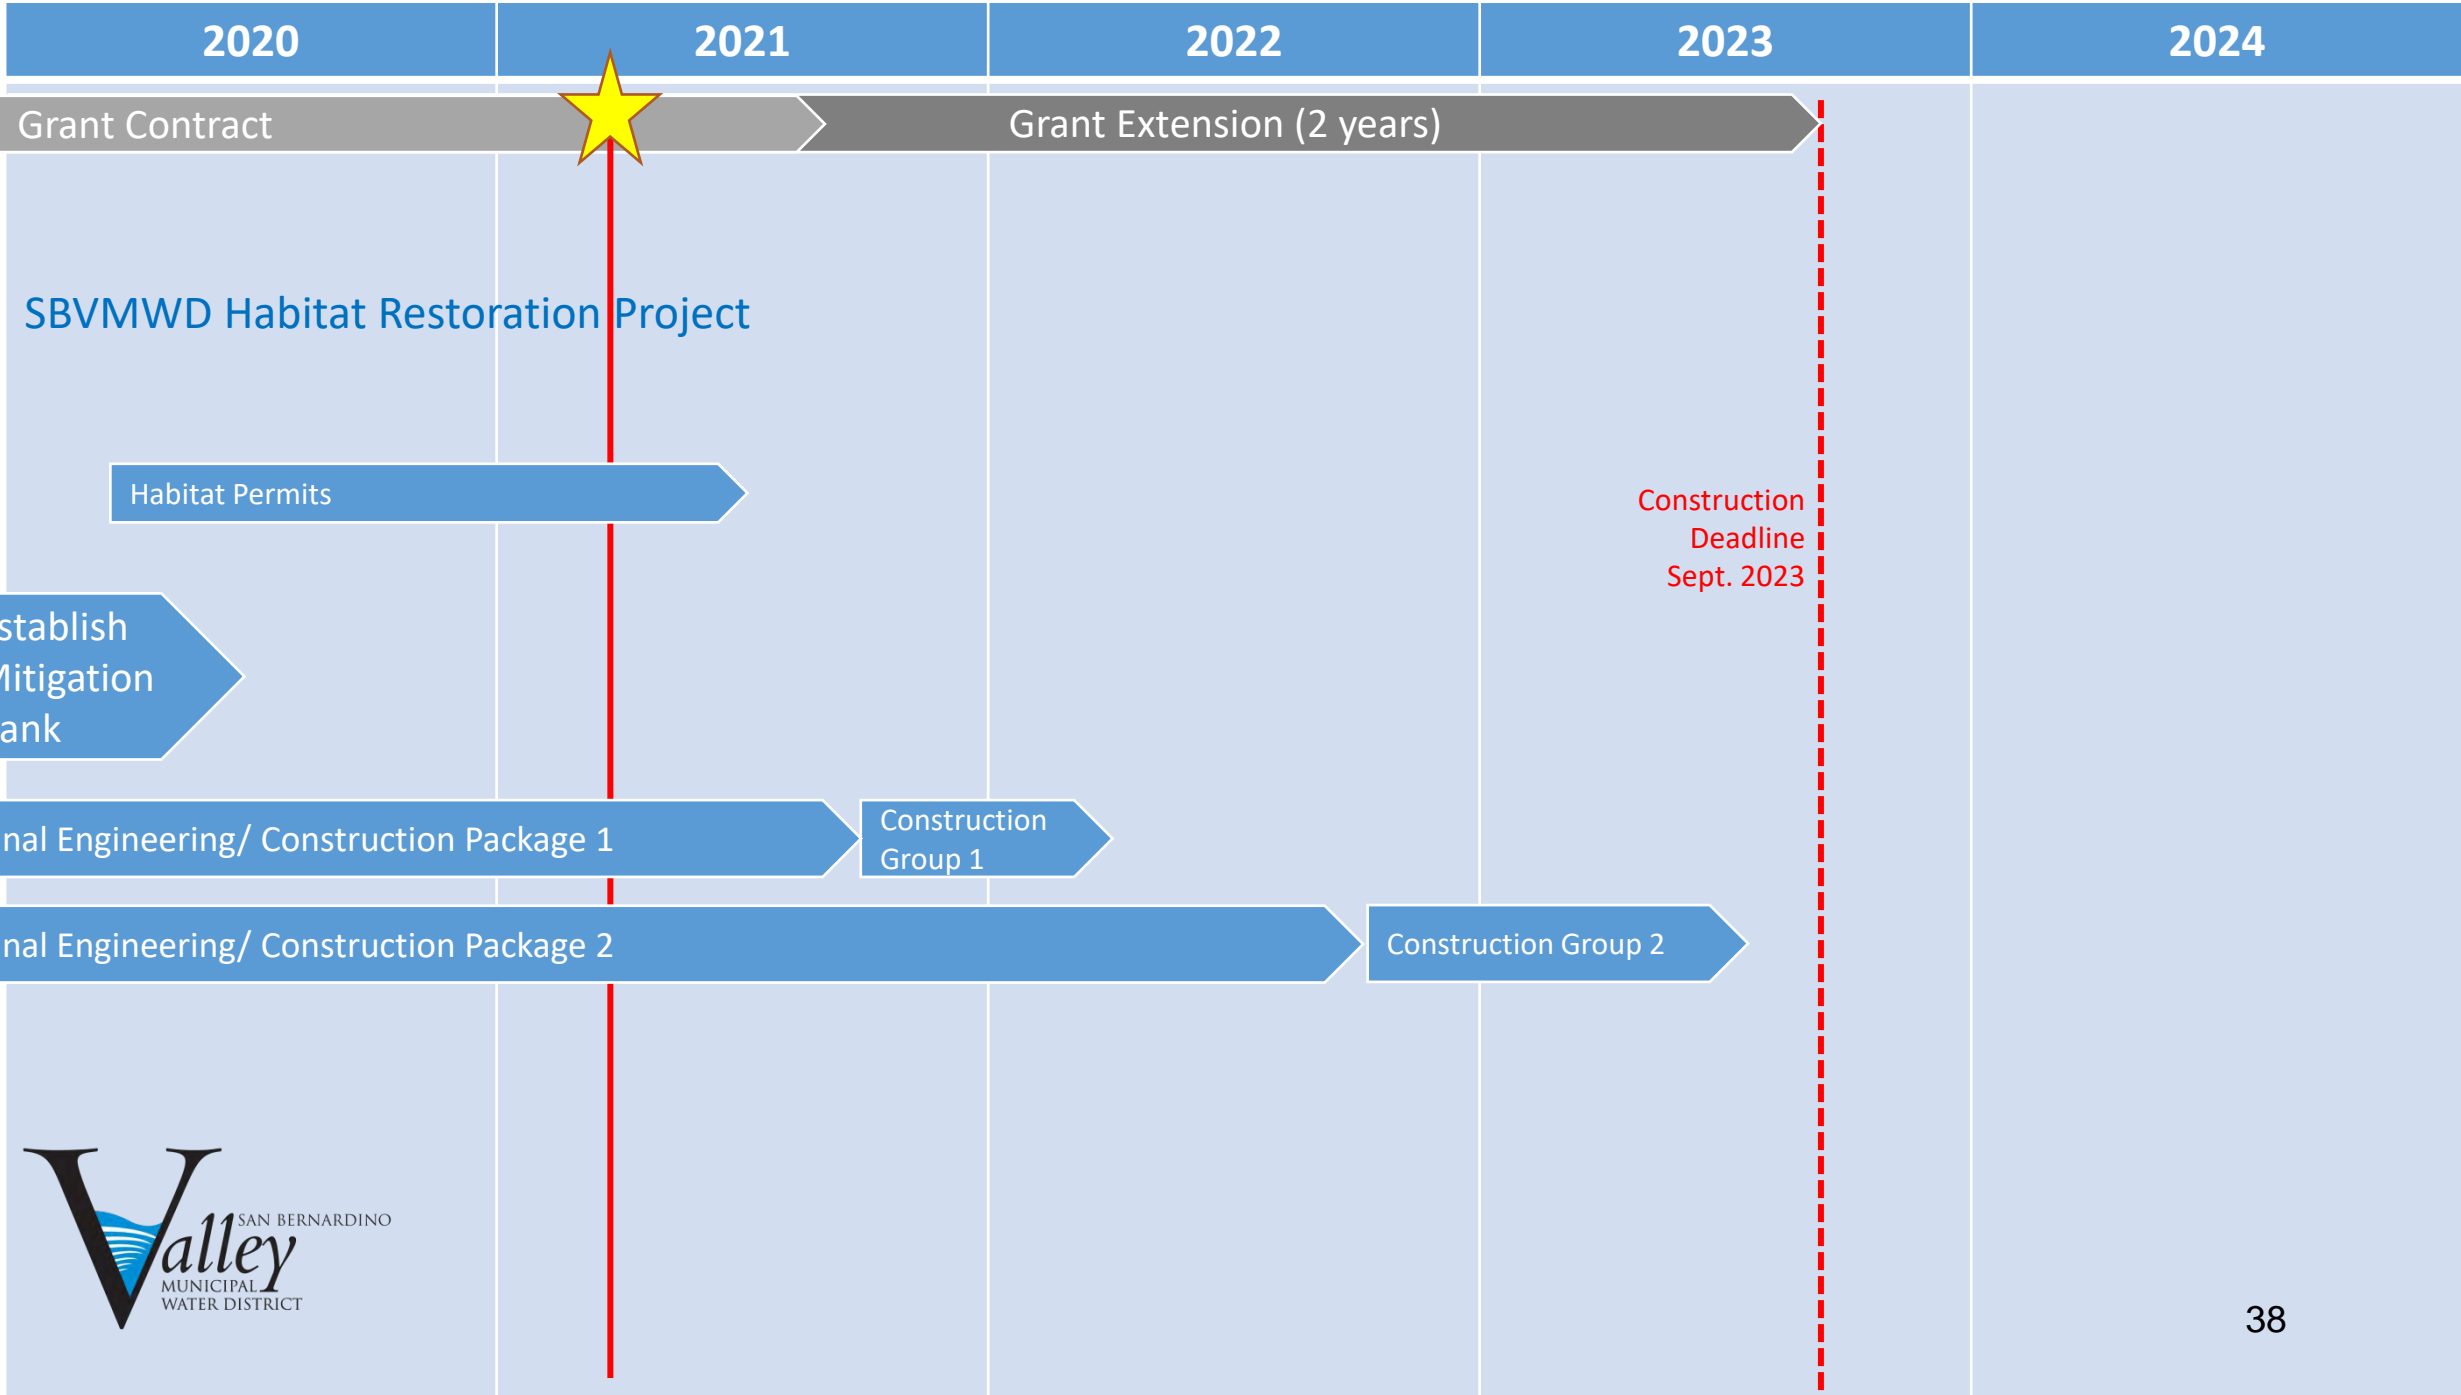 2020 2021 2022 2023 2024
Grant Contract
Grant Extension (2 years)
SBVMWD Habitat Restoration Project
Habitat Permits
Construction
Deadline
Sept. 2023
stablish
Mitigation
ank
nal Engineering/ Construction Package 1
Construction
Group 1
nal Engineering/ Construction Package 2
Construction Group 2
SAN BERNARDINO
Valley
MUNICIPAL
WATER DISTRICT
38